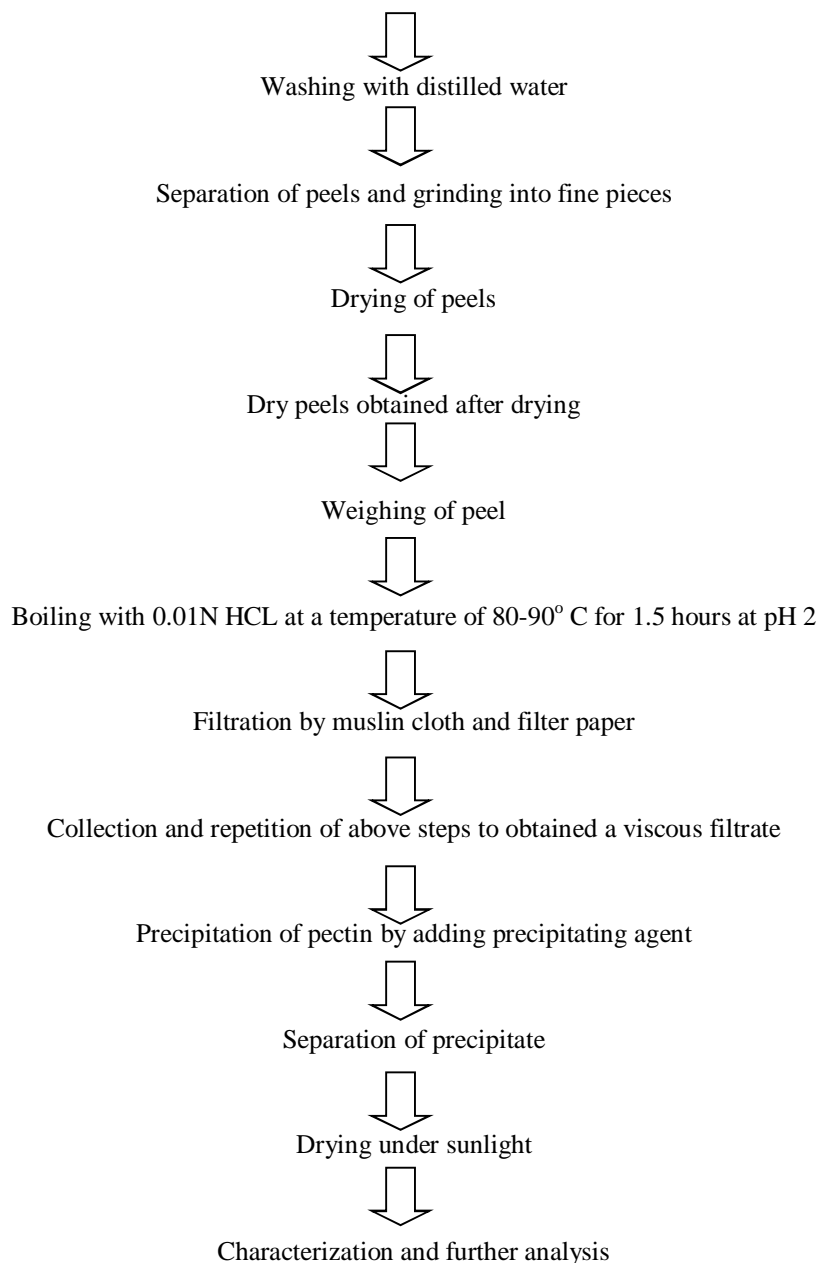 Washing with distilled water
Separation of peels and grinding into fine pieces
Drying of peels
Dry peels obtained after drying
Weighing of peel
Boiling with 0.01N HCL at a temperature of 80-90° C for 1.5 hours at pH 2
Filtration by muslin cloth and filter paper
Collection and repetition of above steps to obtained a viscous filtrate
Precipitation of pectin by adding precipitating agent
Separation of precipitate
Drying under sunlight
Characterization and further analysis